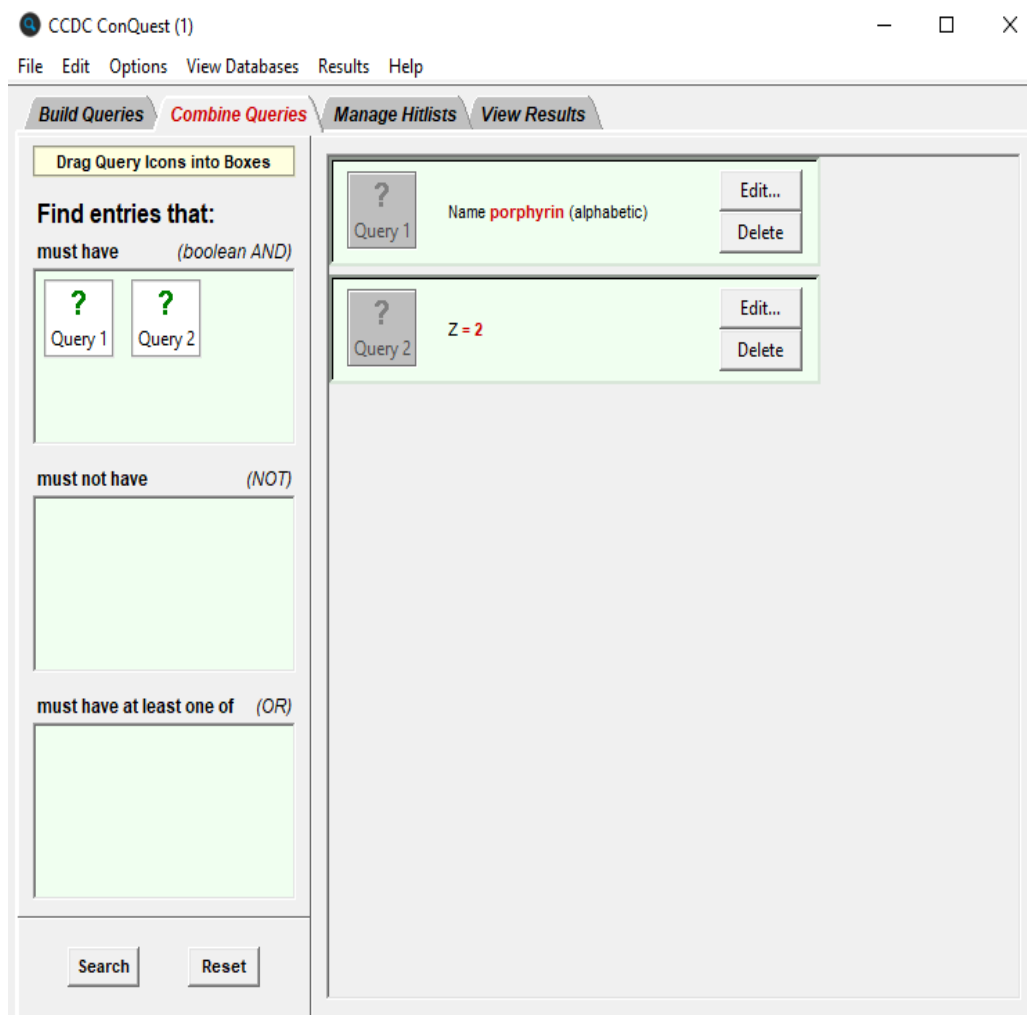 CCDC ConQuest (1)
File Edit Options View Databases Results Help
Build Queries Combine Queries Manage Hitlists View Results
Drag Query Icons into Boxes
Find entries that:
must have (boolean AND)
? Query 1
? Query 2
must not have (NOT)
must have at least one of (OR)
Search Reset
? Query 1
Name porphyrin (alphabetic)
Edit...
Delete
? Query 2
Z = 2
Edit...
Delete